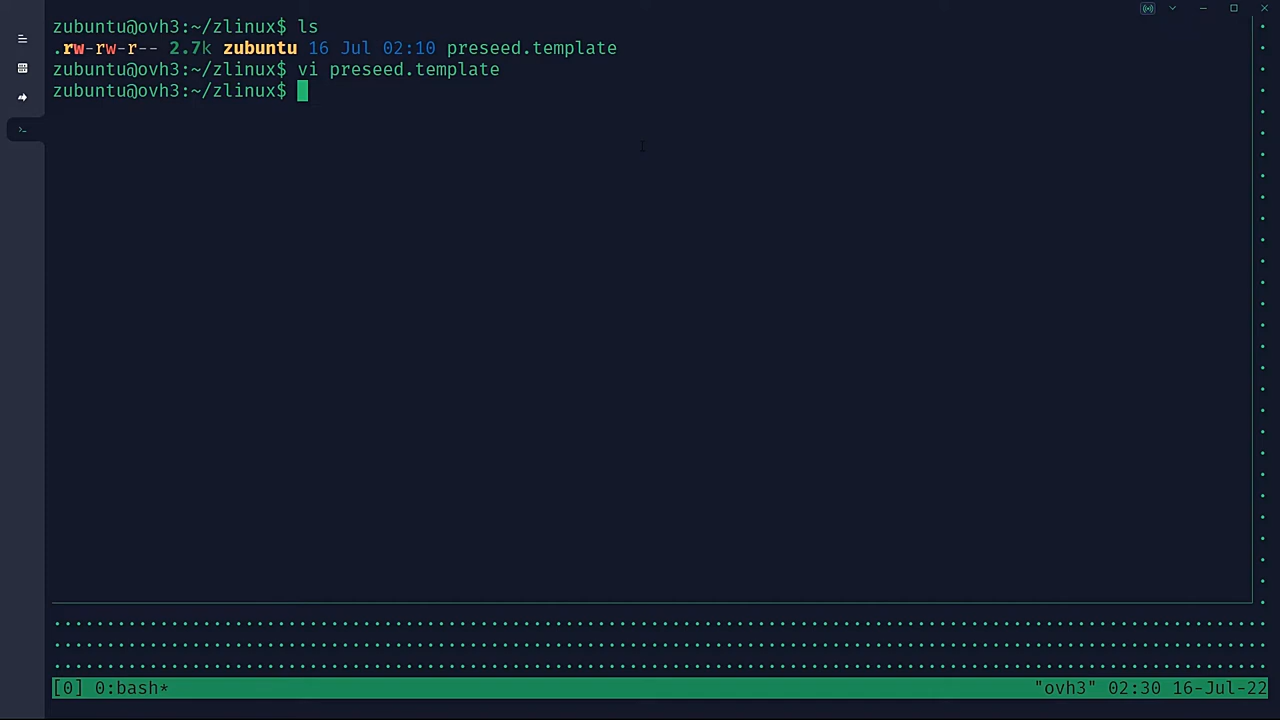 zubuntu@ovh3:~/zlinux$ ls
.rw-rw-r-- 2.7k zubuntu 16 Jul 02:10 preseed.template
zubuntu@ovh3:~/zlinux$ vi preseed.template
zubuntu@ovh3:~/zlinux$
[0] 0:bash* "ovh3" 02:30 16-Jul-22